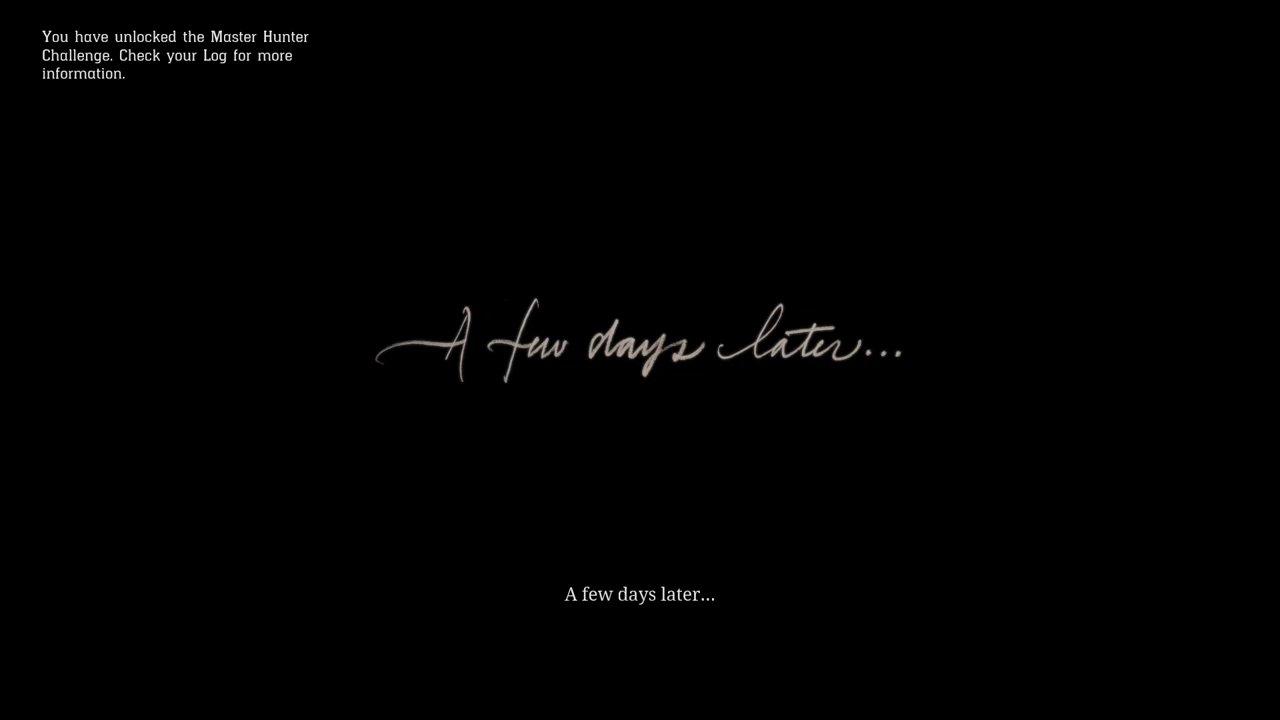 You have unlocked the Master Hunter
Challenge. Check your Log for more
information.
A few days later...
A few days later...